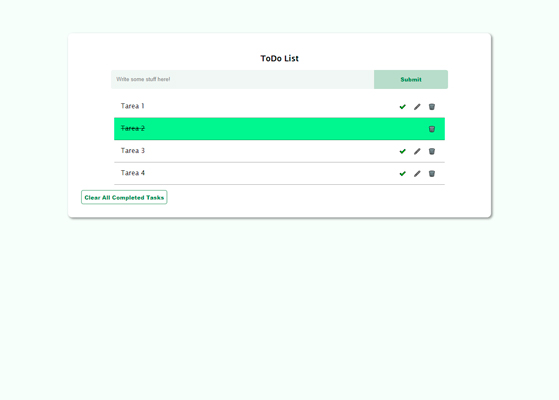 ToDo List
Write some stuff here!
Submit
Tarea 1
Tarea 2
Tarea 3
Tarea 4
Clear All Completed Tasks